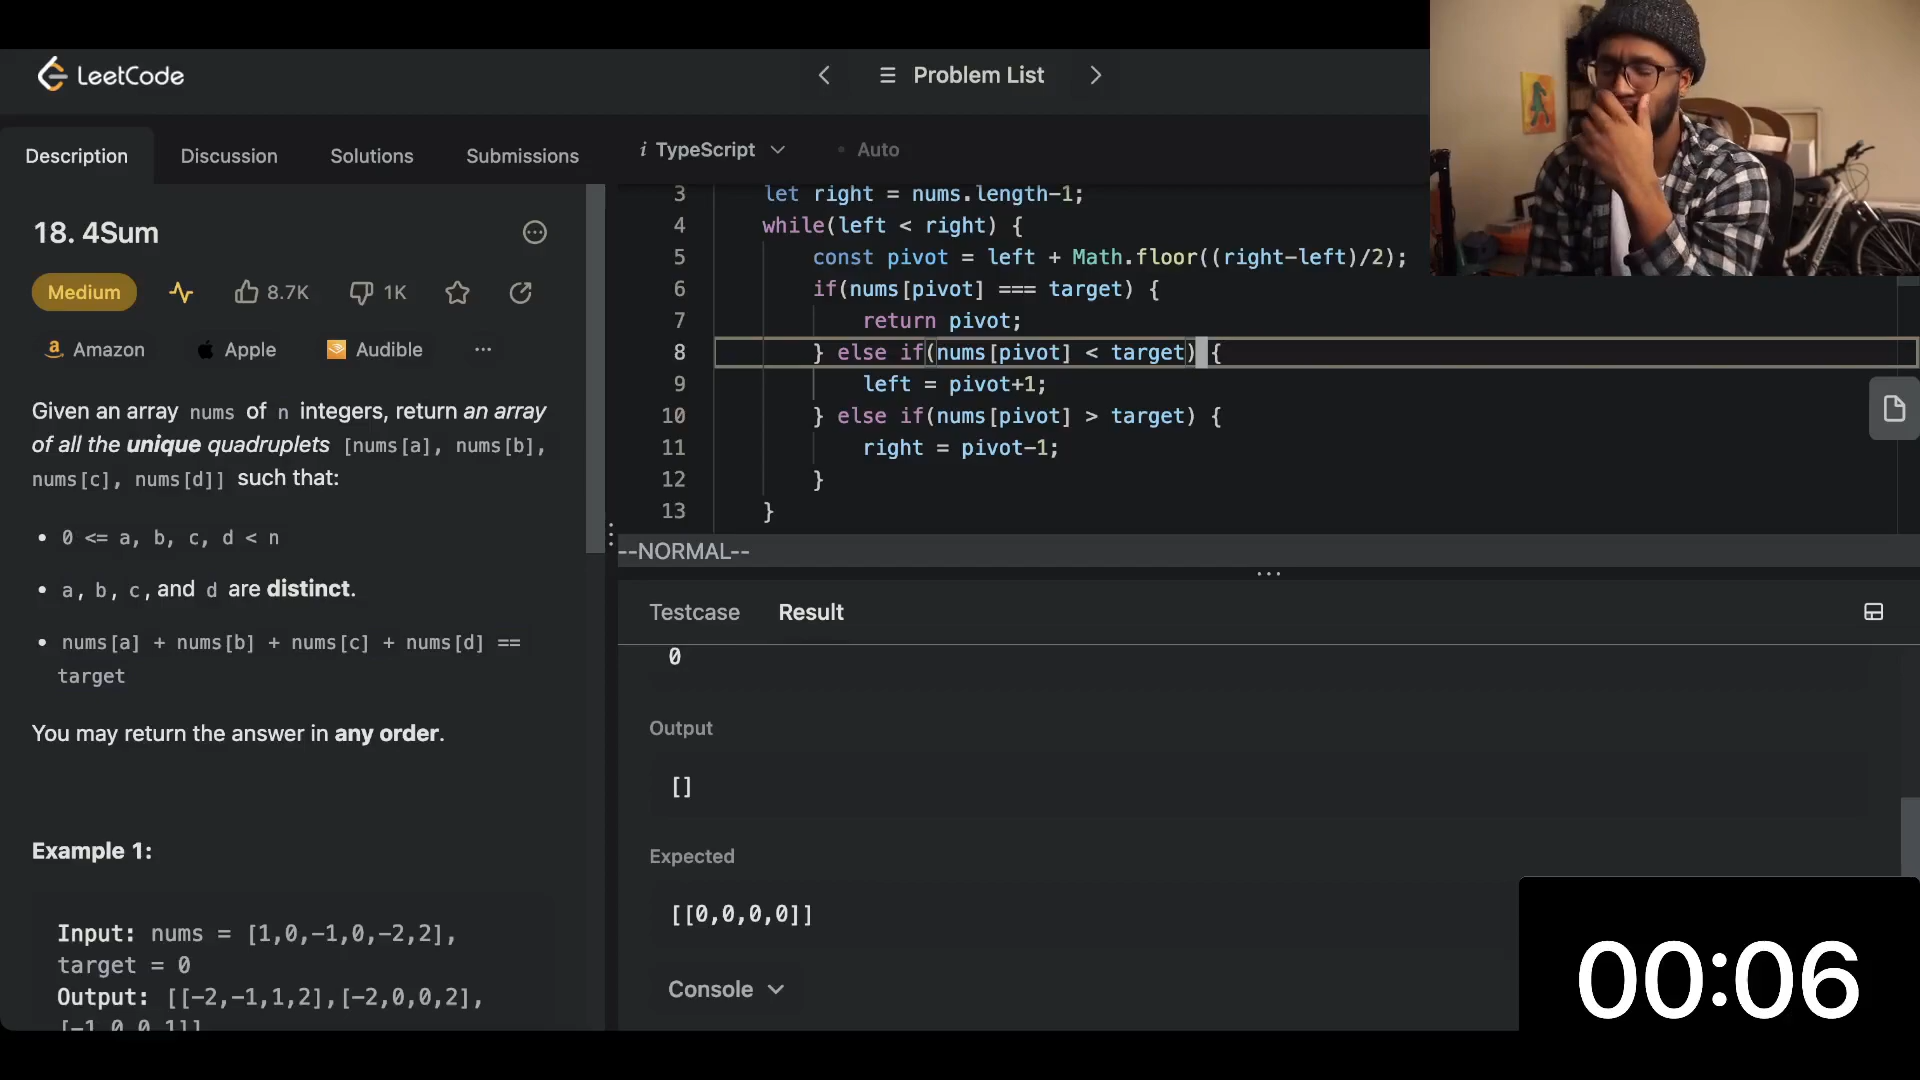 LeetCode
Problem List
Description
Discussion
Solutions
Submissions
i TypeScript
• Auto
18. 4Sum
Medium
8.7K
1K
Amazon
Apple
Audible
...
Given an array nums of n integers, return an array
of all the unique quadruplets [nums[a], nums[b],
nums[c], nums[d]] such that:
• 0 <= a, b, c, d < n
• a, b, c, and d are distinct.
• nums[a] + nums[b] + nums[c] + nums[d] ==
target
You may return the answer in any order.
Example 1:
Input: nums = [1,0,-1,0,-2,2],
target = 0
Output: [[-2,-1,1,2],[-2,0,0,2],
[-1,0,0,1]]
3 let right = nums.length-1;
4 while(left < right) {
5 const pivot = left + Math.floor((right-left)/2);
6 if(nums[pivot] === target) {
7 return pivot;
8 } else if(nums[pivot] < target) {
9 left = pivot+1;
10 } else if(nums[pivot] > target) {
11 right = pivot-1;
12 }
13 }
--NORMAL--
Testcase
Result
0
Output
[]
Expected
[[0,0,0,0]]
Console
00:06